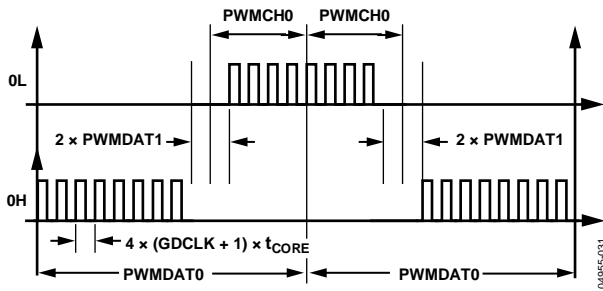 PWMCH0 PWMCH0
0L
2 × PWMDAT1 2 × PWMDAT1
0H
4 × (GDCLK + 1) × tCORE
PWMDAT0 PWMDAT0
04955-031